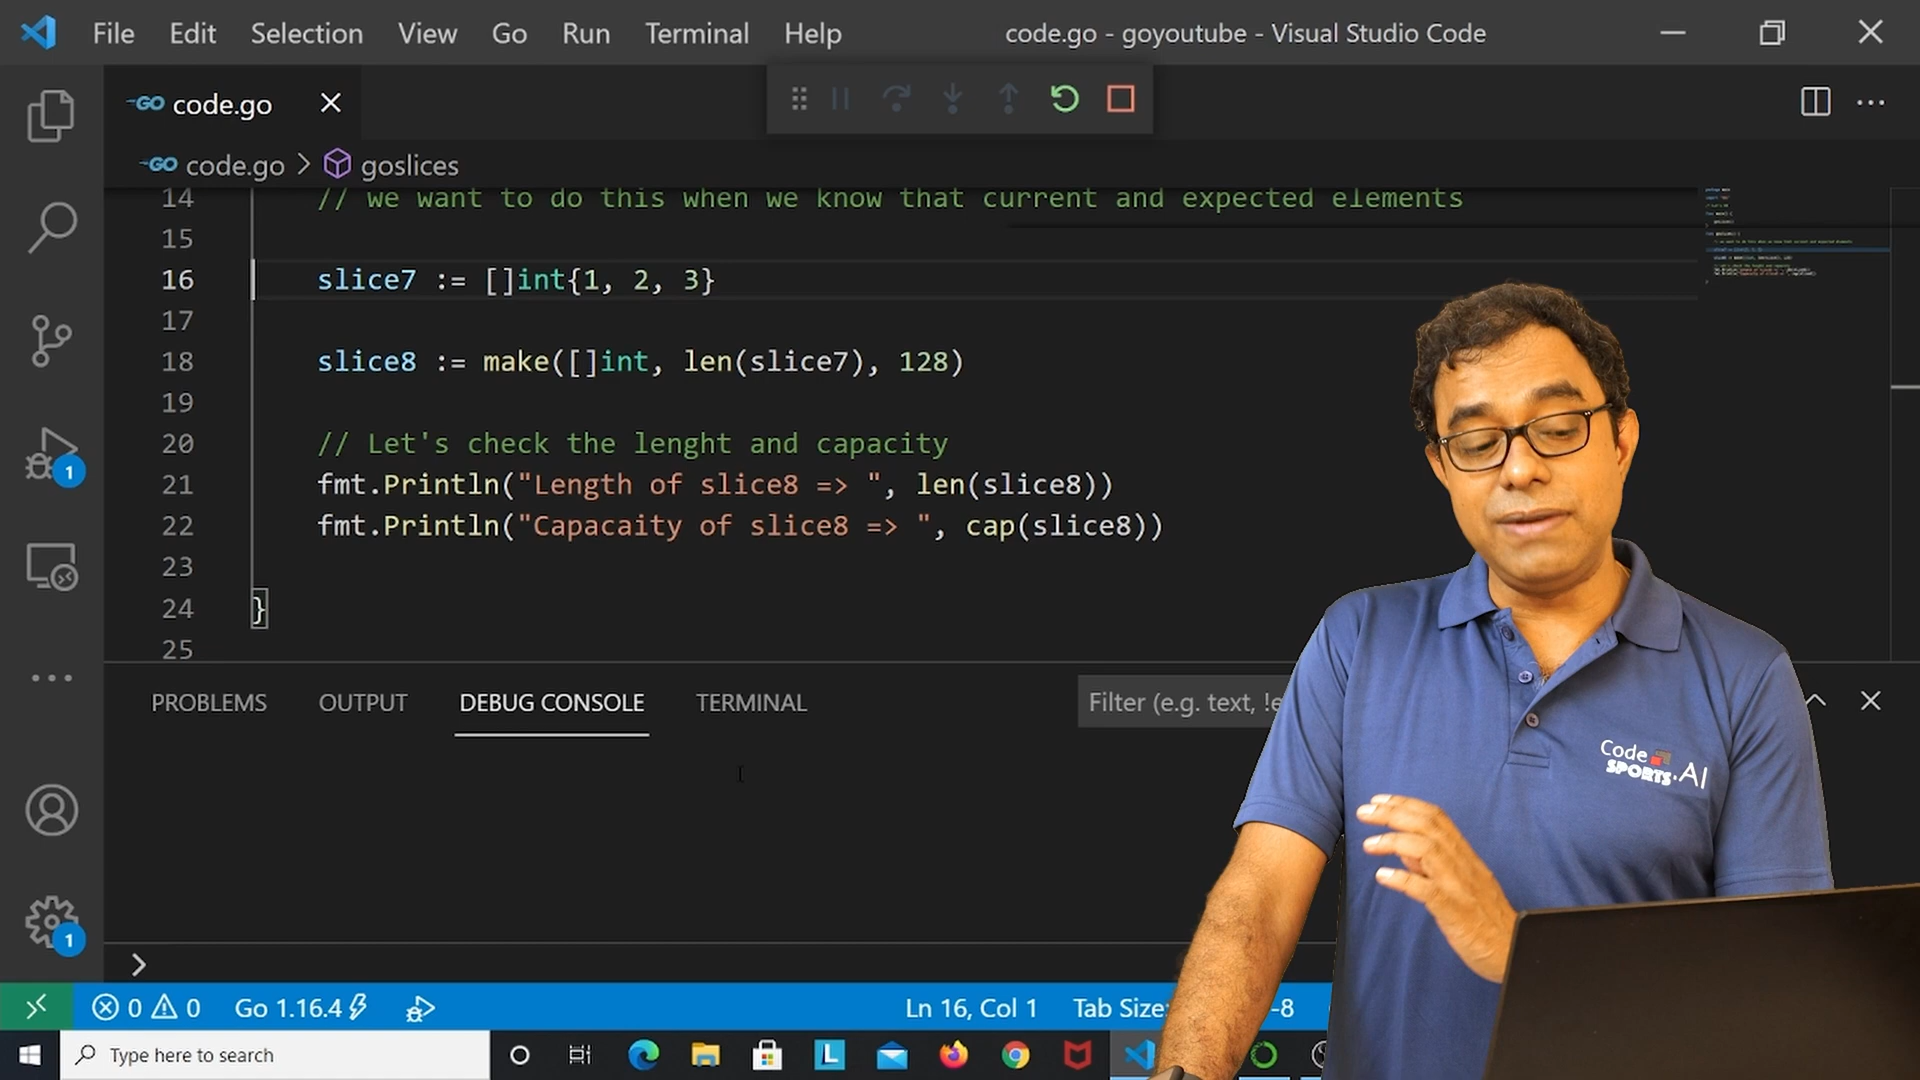 File Edit Selection View Go Run Terminal Help code.go - goyoutube - Visual Studio Code
GO code.go
GO code.go > goslices
14 // we want to do this when we know that current and expected elements
15
16 slice7 := []int{1, 2, 3}
17
18 slice8 := make([]int, len(slice7), 128)
19
20 // Let's check the lenght and capacity
21 fmt.Println("Length of slice8 => ", len(slice8))
22 fmt.Println("Capacaity of slice8 => ", cap(slice8))
23
24 }
25
1
PROBLEMS OUTPUT DEBUG CONSOLE TERMINAL Filter (e.g. text, !e
Code
SPORTS.AI
1
>
0 0 Go 1.16.4 Ln 16, Col 1 Tab Size: -8
Type here to search L